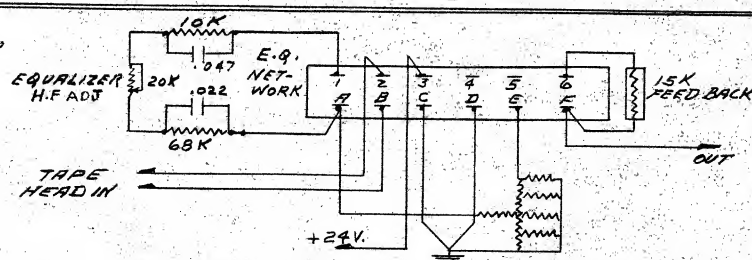 10K
.047
E.Q.
NET-
WORK
EQUALIZER
H.F ADJ
20K
.022
68K
1 2 3 4 5 6
A B C D E F
15K
FEED BACK
TAPE
HEAD IN
OUT
+24V.